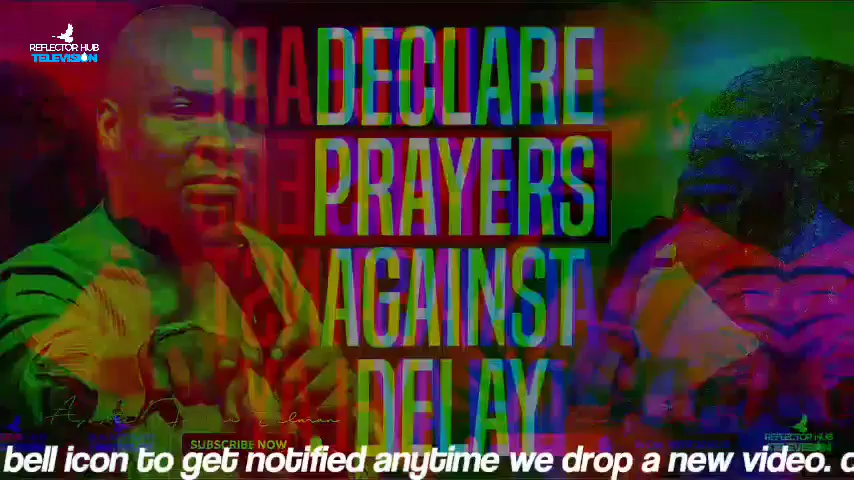 REFLECTOR HUB
TELEVISION
DECLARE
PRAYERS
AGAINST
DELAY
SUBSCRIBE NOW
REFLECTOR HUB
TELEVISION
bell icon to get notified anytime we drop a new video.